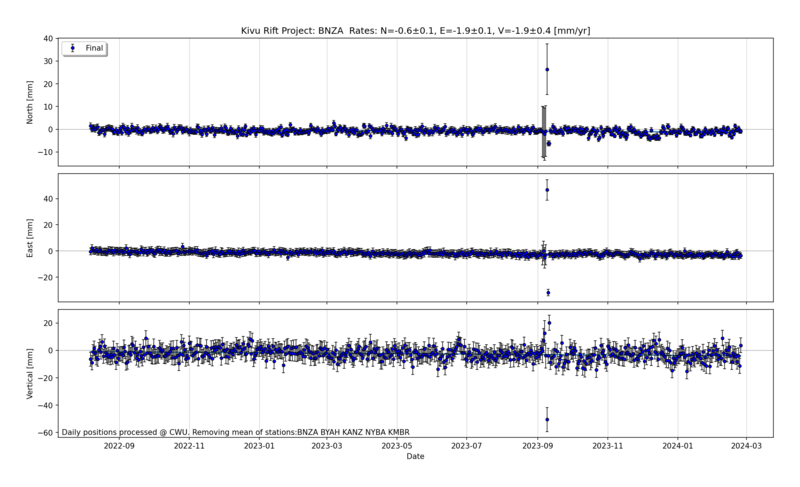 Kivu Rift Project: BNZA  Rates: N=-0.6±0.1, E=-1.9±0.1, V=-1.9±0.4 [mm/yr]
Final
North [mm]
40
30
20
10
0
−10
East [mm]
40
20
0
−20
Vertical [mm]
20
0
−20
−40
−60
Daily positions processed @ CWU. Removing mean of stations:BNZA BYAH KANZ NYBA KMBR
2022-09 2022-11 2023-01 2023-03 2023-05 2023-07 2023-09 2023-11 2024-01 2024-03
Date